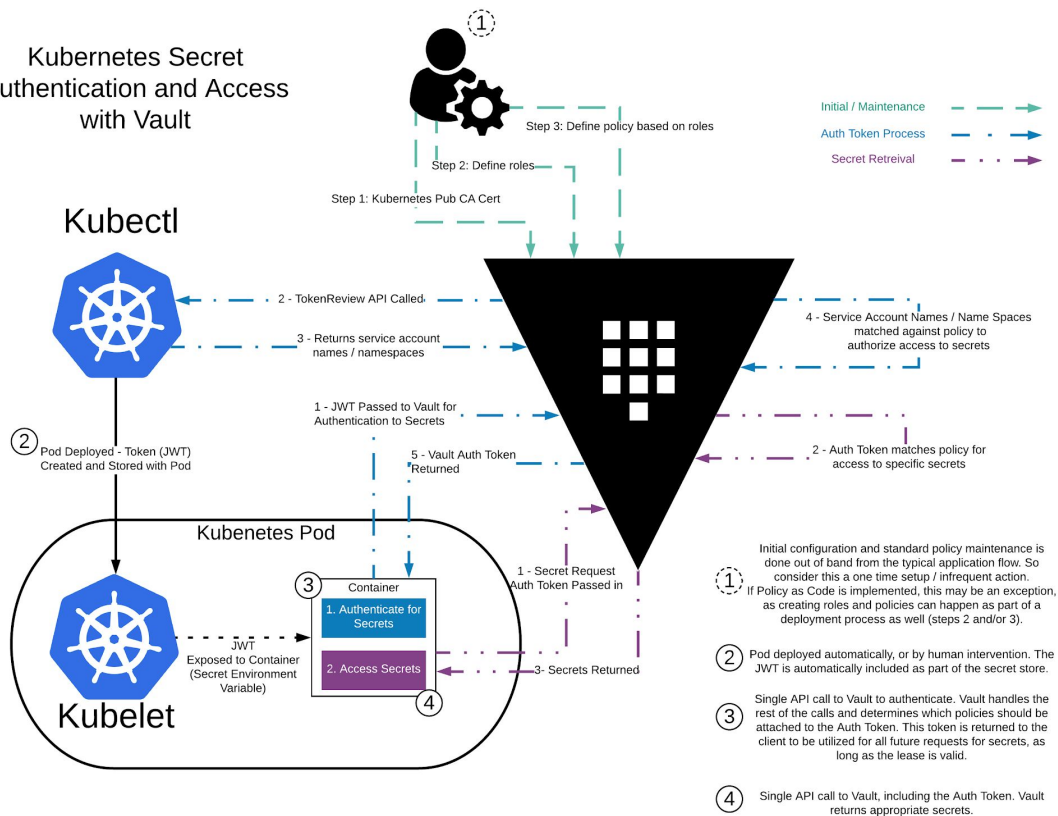 Kubernetes Secret
uthentication and Access
with Vault
1
Initial / Maintenance
Auth Token Process
Secret Retreival
Step 3: Define policy based on roles
Step 2: Define roles
Step 1: Kubernetes Pub CA Cert
Kubectl
2 - TokenReview API Called
3 - Returns service account
names / namespaces
4 - Service Account Names / Name Spaces
matched against policy to
authorize access to secrets
1 - JWT Passed to Vault for
Authentication to Secrets
5 - Vault Auth Token
Returned
2 - Auth Token matches policy for
access to specific secrets
2
Pod Deployed - Token (JWT)
Created and Stored with Pod
Kubenetes Pod
1 - Secret Request
Auth Token Passed in
3
Container
1. Authenticate for
Secrets
2. Access Secrets
4
JWT
Exposed to Container
(Secret Environment
Variable)
3- Secrets Returned
Kubelet
1
Initial configuration and standard policy maintenance is
done out of band from the typical application flow. So
consider this a one time setup / infrequent action.
If Policy as Code is implemented, this may be an exception,
as creating roles and policies can happen as part of a
deployment process as well (steps 2 and/or 3).
2
Pod deployed automatically, or by human intervention. The
JWT is automatically included as part of the secret store.
3
Single API call to Vault to authenticate. Vault handles the
rest of the calls and determines which policies should be
attached to the Auth Token. This token is returned to the
client to be utilized for all future requests for secrets, as
long as the lease is valid.
4
Single API call to Vault, including the Auth Token. Vault
returns appropriate secrets.